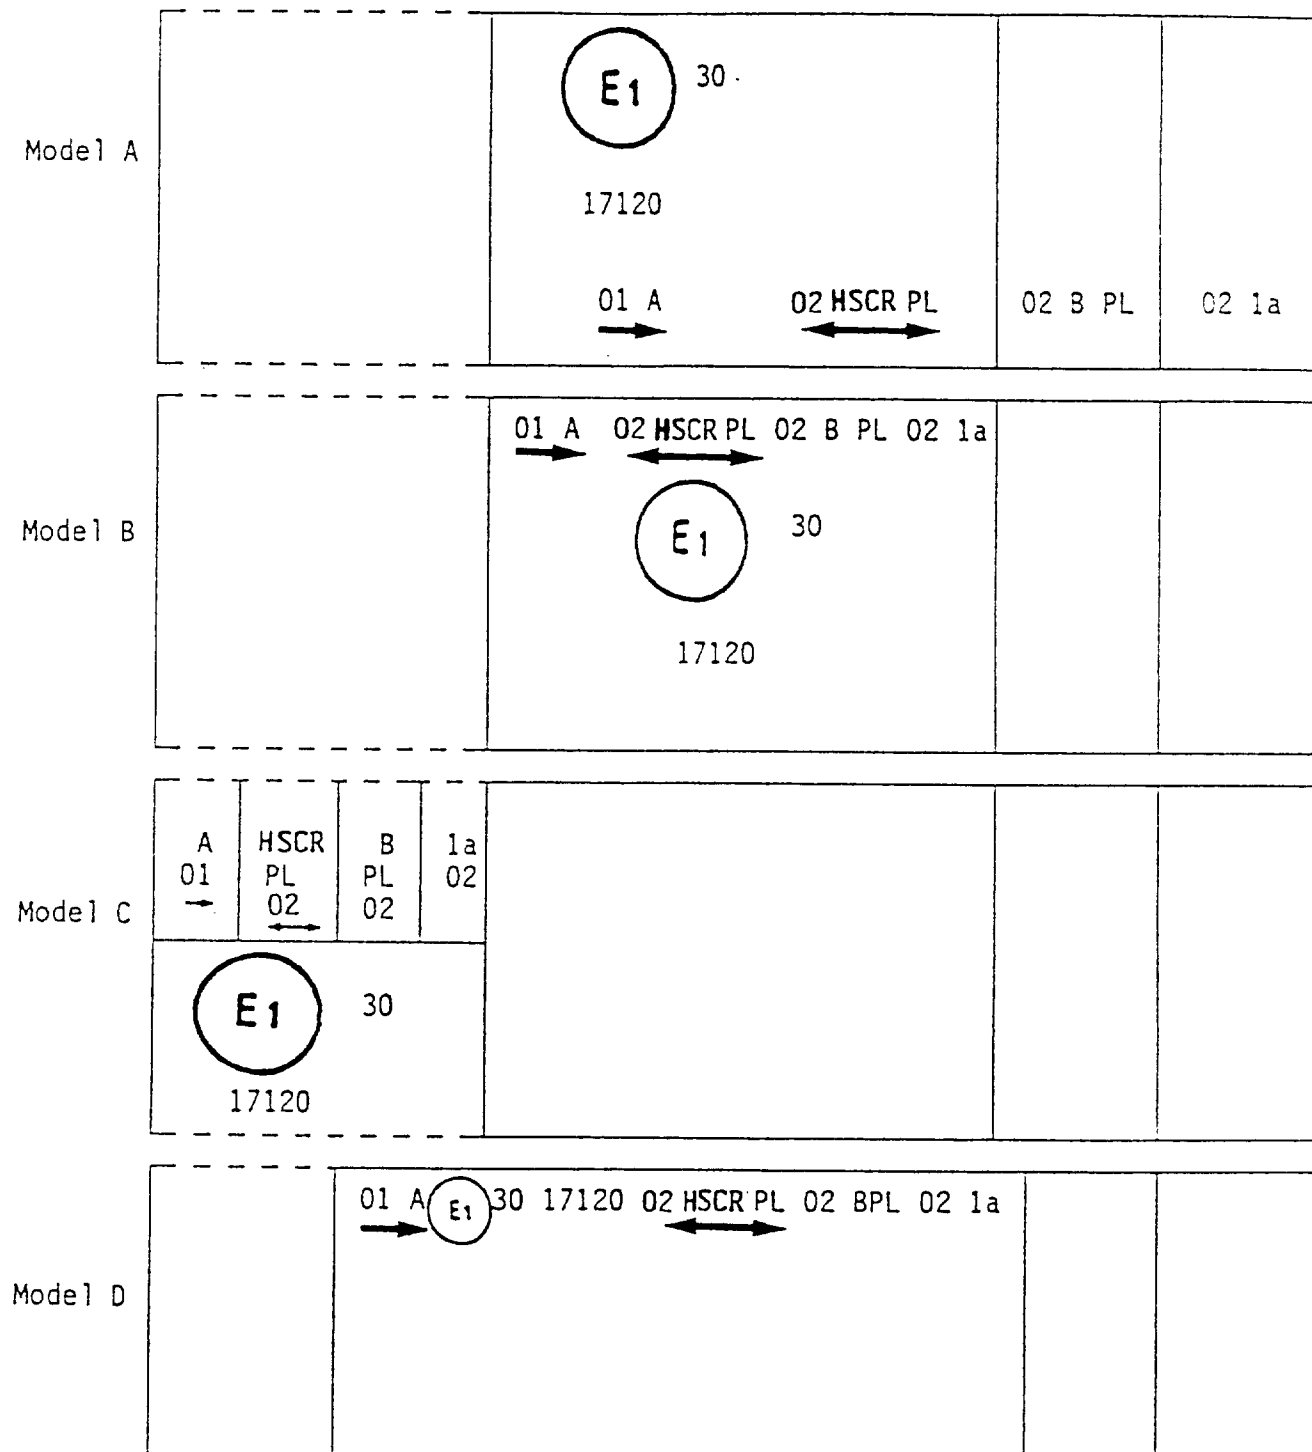 E1 30
Model A
17120
01 A 02 HSCR PL 02 B PL 02 1a
01 A 02 HSCR PL 02 B PL 02 1a
Model B
E1 30
17120
A HSCR B 1a
01 PL PL 02
02 02
Model C
E1 30
17120
01 A E1 30 17120 02 HSCR PL 02 BPL 02 1a
Model D